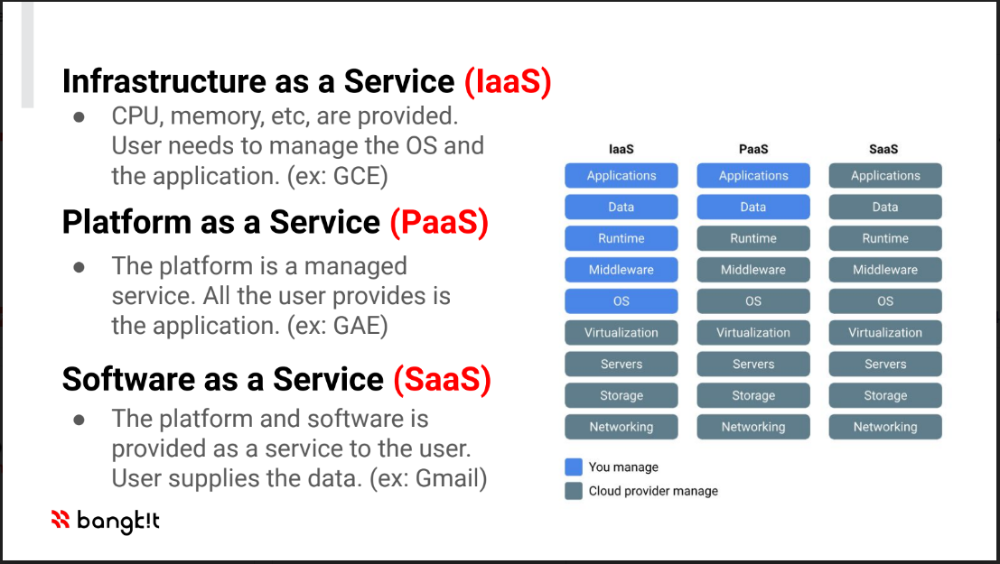 Infrastructure as a Service (IaaS)
● CPU, memory, etc, are provided.
User needs to manage the OS and
the application. (ex: GCE)
Platform as a Service (PaaS)
● The platform is a managed
service. All the user provides is
the application. (ex: GAE)
Software as a Service (SaaS)
● The platform and software is
provided as a service to the user.
User supplies the data. (ex: Gmail)
IaaS PaaS SaaS
Applications Applications Applications
Data Data Data
Runtime Runtime Runtime
Middleware Middleware Middleware
OS OS OS
Virtualization Virtualization Virtualization
Servers Servers Servers
Storage Storage Storage
Networking Networking Networking
You manage
Cloud provider manage
bangk!t